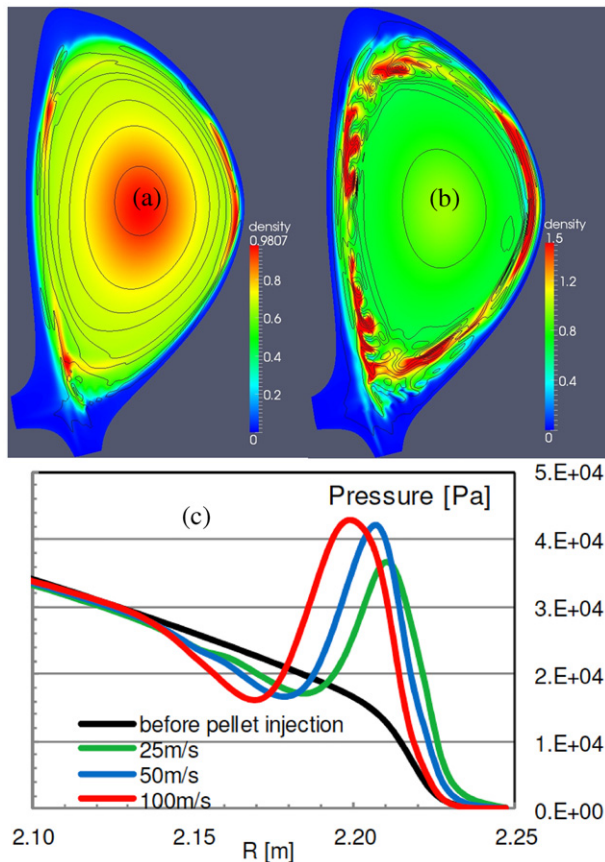 (a)
density
0.9807
0.8
0.6
0.4
0.2
0
(b)
density
1.5
1.2
0.8
0.4
0
(c)
Pressure [Pa]
5.E+04
4.E+04
3.E+04
2.E+04
1.E+04
0.E+00
before pellet injection
25m/s
50m/s
100m/s
2.10
2.15
2.20
2.25
R [m]